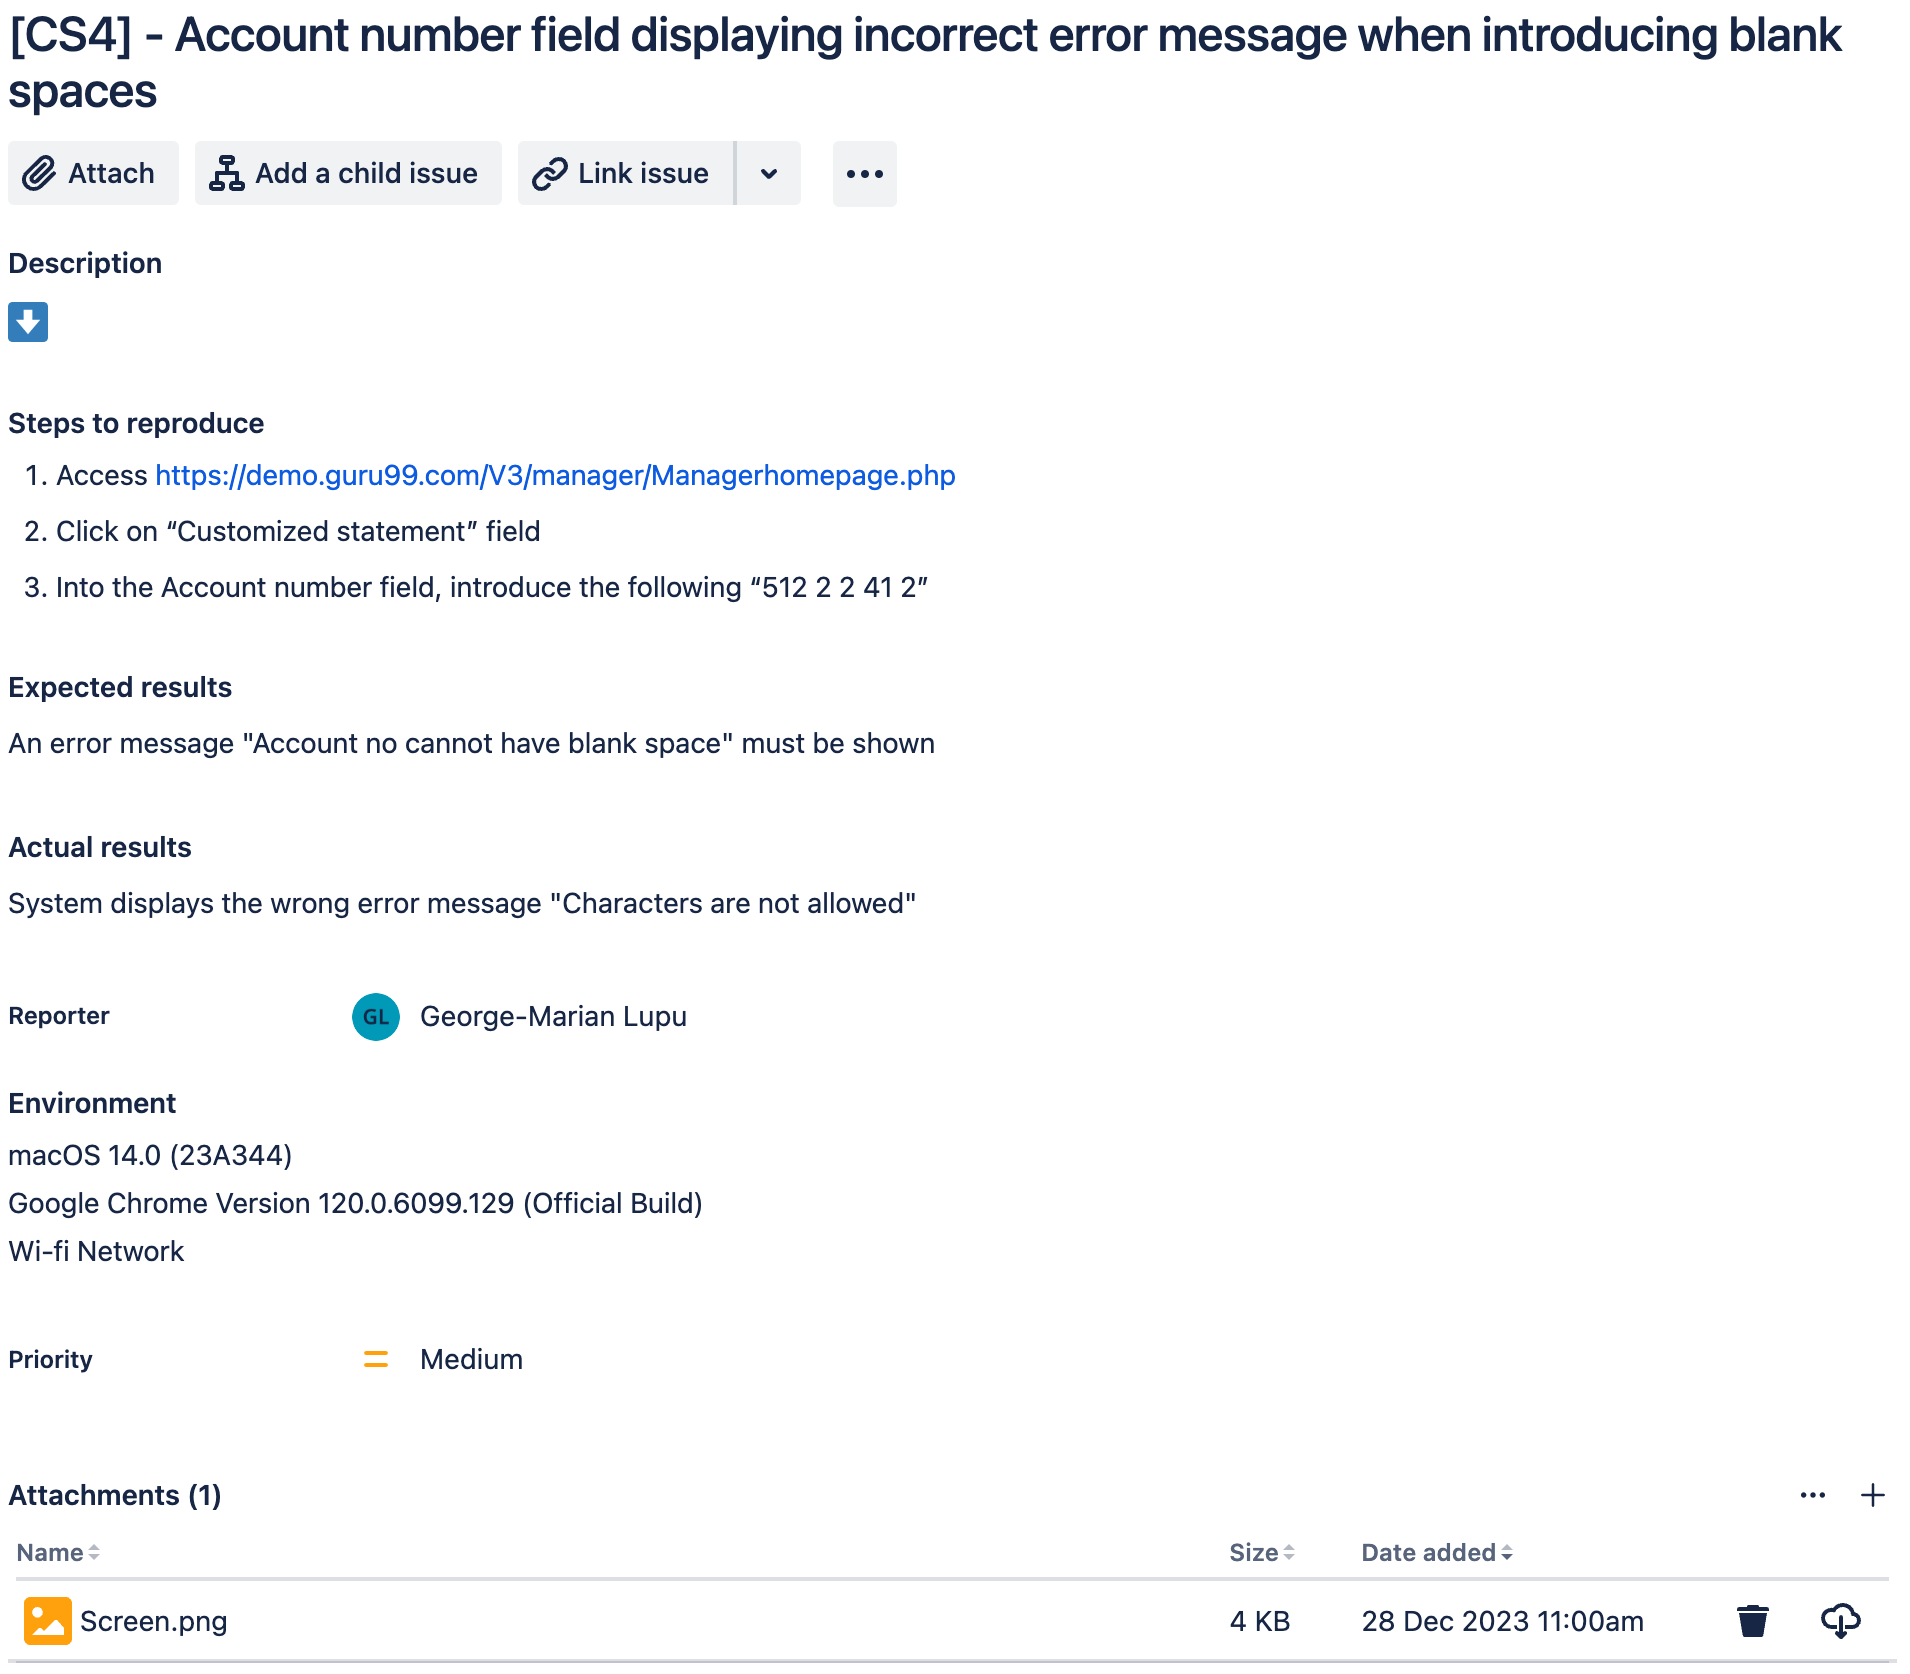 [CS4] - Account number field displaying incorrect error message when introducing blank
spaces
Attach Add a child issue Link issue
Description
Steps to reproduce
1. Access https://demo.guru99.com/V3/manager/Managerhomepage.php
2. Click on “Customized statement” field
3. Into the Account number field, introduce the following “512 2 2 41 2”
Expected results
An error message "Account no cannot have blank space" must be shown
Actual results
System displays the wrong error message "Characters are not allowed"
Reporter GL George-Marian Lupu
Environment
macOS 14.0 (23A344)
Google Chrome Version 120.0.6099.129 (Official Build)
Wi-fi Network
Priority Medium
Attachments (1)
Name Size Date added
Screen.png 4 KB 28 Dec 2023 11:00am